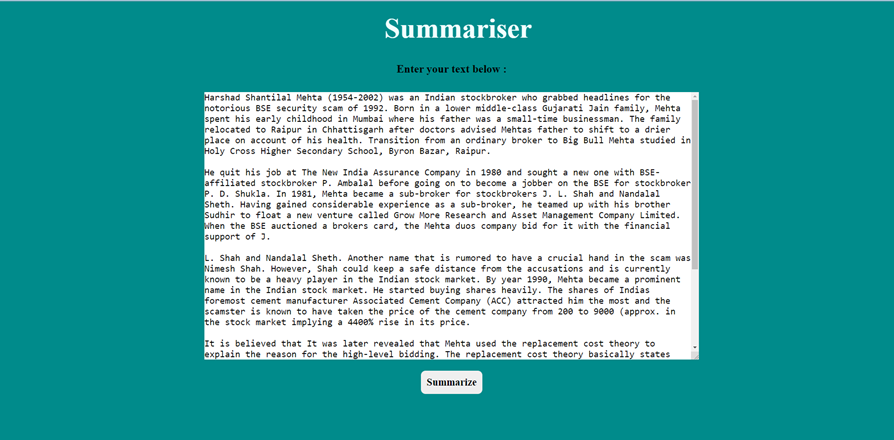 Summariser
Enter your text below :
Harshad Shantilal Mehta (1954-2002) was an Indian stockbroker who grabbed headlines for the
notorious BSE security scam of 1992. Born in a lower middle-class Gujarati Jain family, Mehta
spent his early childhood in Mumbai where his father was a small-time businessman. The family
relocated to Raipur in Chhattisgarh after doctors advised Mehtas father to shift to a drier
place on account of his health. Transition from an ordinary broker to Big Bull Mehta studied in
Holy Cross Higher Secondary School, Byron Bazar, Raipur.
He quit his job at The New India Assurance Company in 1980 and sought a new one with BSE-
affiliated stockbroker P. Ambalal before going on to become a jobber on the BSE for stockbroker
P. D. Shukla. In 1981, Mehta became a sub-broker for stockbrokers J. L. Shah and Nandalal
Sheth. Having gained considerable experience as a sub-broker, he teamed up with his brother
Sudhir to float a new venture called Grow More Research and Asset Management Company Limited.
When the BSE auctioned a brokers card, the Mehta duos company bid for it with the financial
support of J.
L. Shah and Nandalal Sheth. Another name that is rumored to have a crucial hand in the scam was
Nimesh Shah. However, Shah could keep a safe distance from the accusations and is currently
known to be a heavy player in the Indian stock market. By year 1990, Mehta became a prominent
name in the Indian stock market. He started buying shares heavily. The shares of Indias
foremost cement manufacturer Associated Cement Company (ACC) attracted him the most and the
scamster is known to have taken the price of the cement company from 200 to 9000 (approx. in
the stock market implying a 4400% rise in its price.
It is believed that It was later revealed that Mehta used the replacement cost theory to
explain the reason for the high-level bidding. The replacement cost theory basically states
Summarize